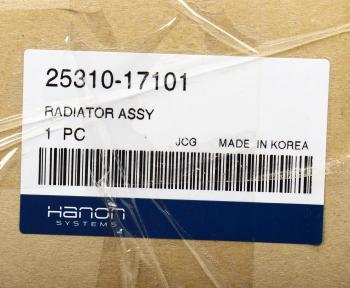 25310-17101
RADIATOR ASSY
1 PC JCG MADE IN KOREA
Hanon
SYSTEMS